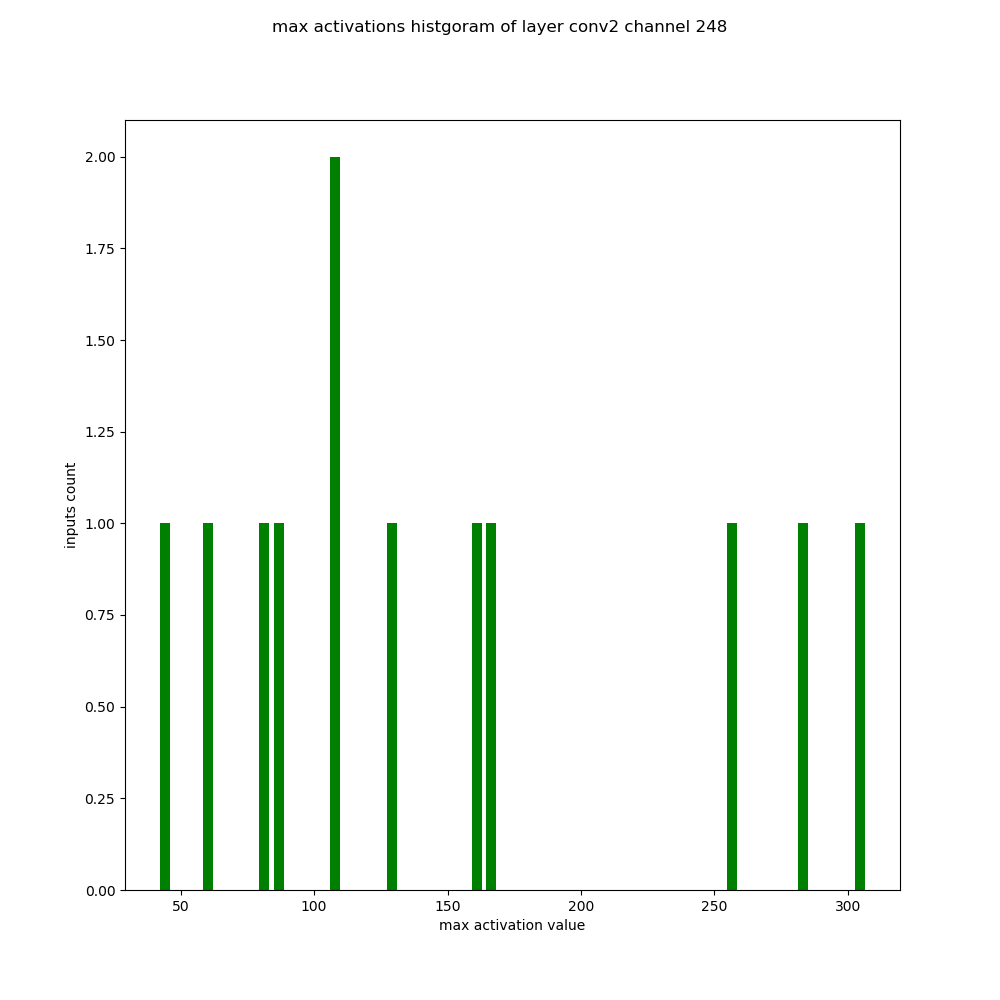 max activations histgoram of layer conv2 channel 248
2.00
1.75
1.50
1.25
1.00
0.75
0.50
0.25
0.00
inputs count
50 100 150 200 250 300
max activation value